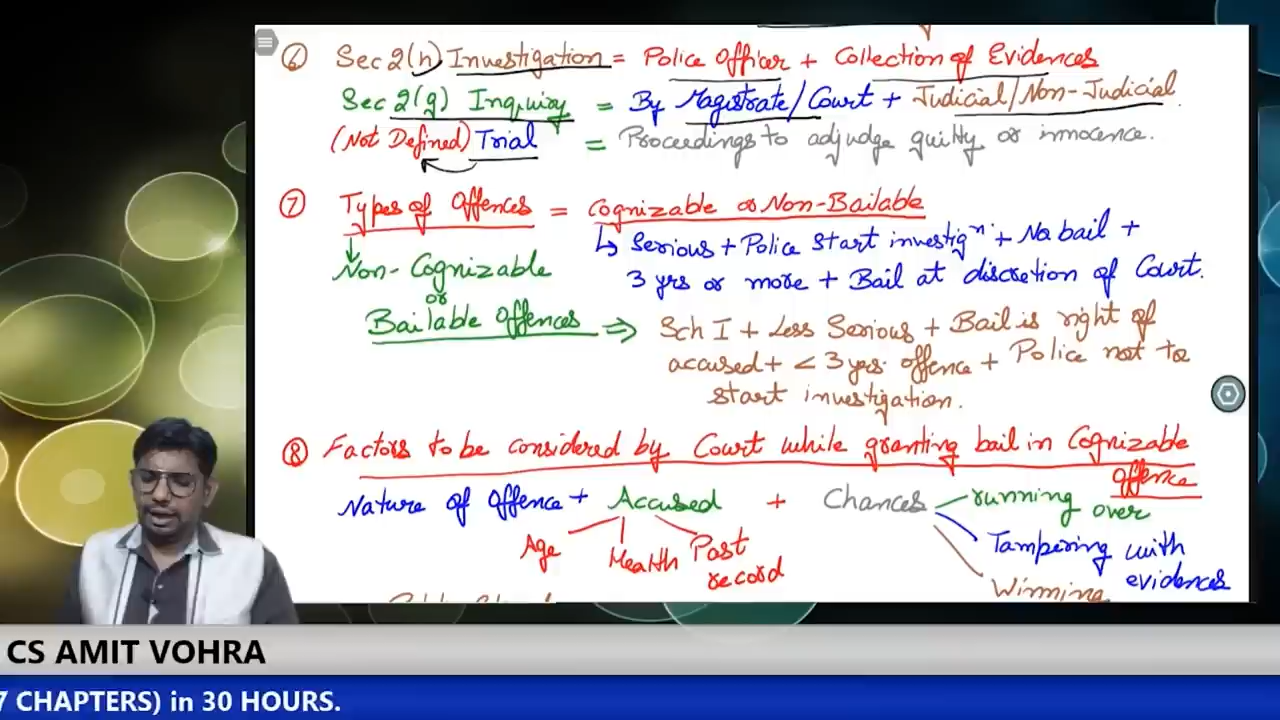 ⑥ Sec 2(h) Investigation = Police Officer + Collection of Evidences
Sec 2(g) Inquiry = By Magistrate/Court + Judicial/Non-Judicial
(Not Defined) Trial = Proceedings to adjudge guilty or innocence.
⑦ Types of Offences = Cognizable or Non-Bailable
↳ Serious + Police start investigⁿ + No bail +
3 yrs or more + Bail at discretion of Court.
Non-Cognizable
or
Bailable Offences ⇒ Sch I + Less Serious + Bail is right of
accused + < 3 yrs. offence + Police not to
start investigation.
⑧ Factors to be considered by Court while granting bail in Cognizable
offence
Nature of offence + Accused + Chances
running over
Age Health Past record
Tampering with evidences
Winning
CS AMIT VOHRA
7 CHAPTERS) in 30 HOURS.